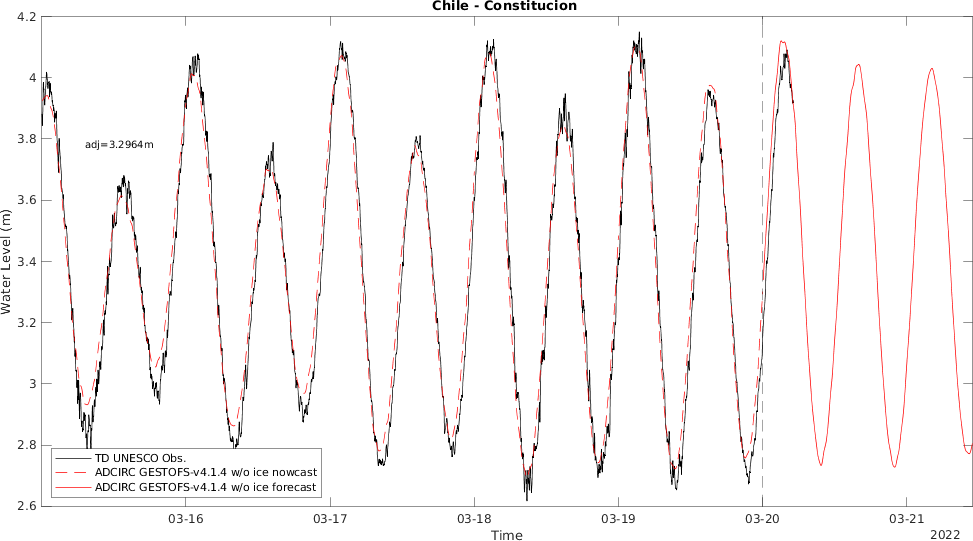 Chile - Constitucion
4.2
4
3.8
3.6
3.4
3.2
3
2.8
2.6
Water Level (m)
adj=3.2964m
TD UNESCO Obs.
ADCIRC GESTOFS-v4.1.4 w/o ice nowcast
ADCIRC GESTOFS-v4.1.4 w/o ice forecast
03-16 03-17 03-18 03-19 03-20 03-21
Time
2022